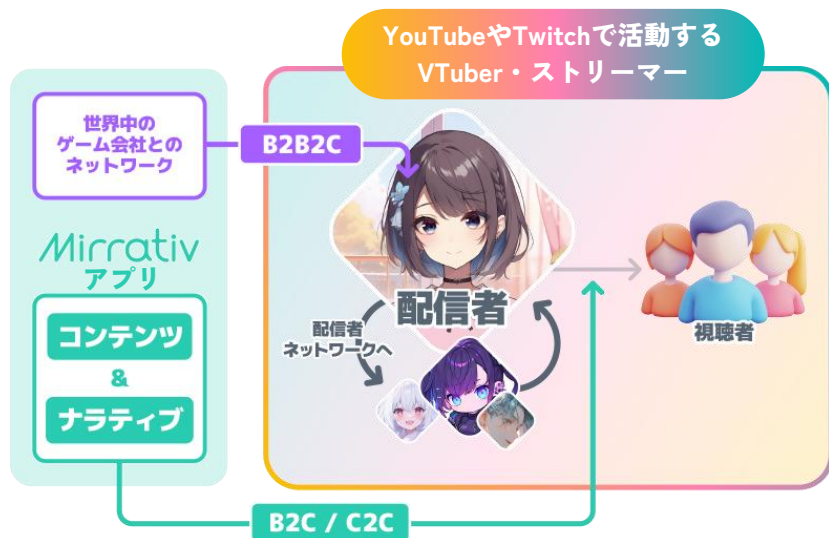 YouTubeやTwitchで活動する
VTuber・ストリーマー
世界中の
ゲーム会社との
ネットワーク
B2B2C
Mirrativ
アプリ
コンテンツ
&
ナラティブ
配信者
配信者
ネットワークへ
視聴者
B2C / C2C